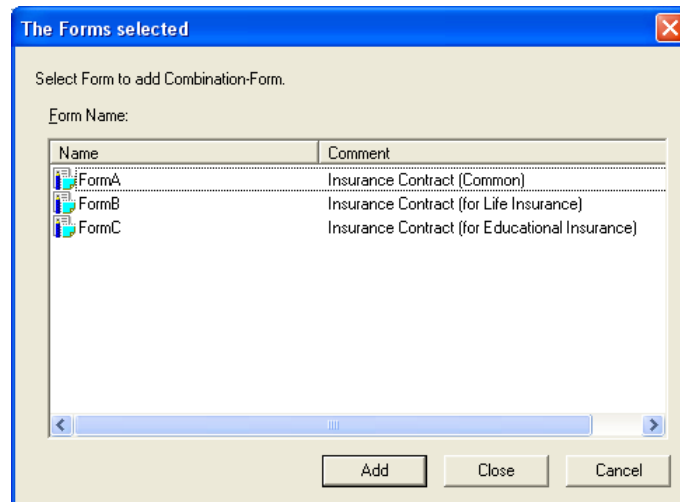 The Forms selected
Select Form to add Combination-Form.
Form Name:
Name Comment
FormA Insurance Contract (Common)
FormB Insurance Contract (for Life Insurance)
FormC Insurance Contract (for Educational Insurance)
Add Close Cancel